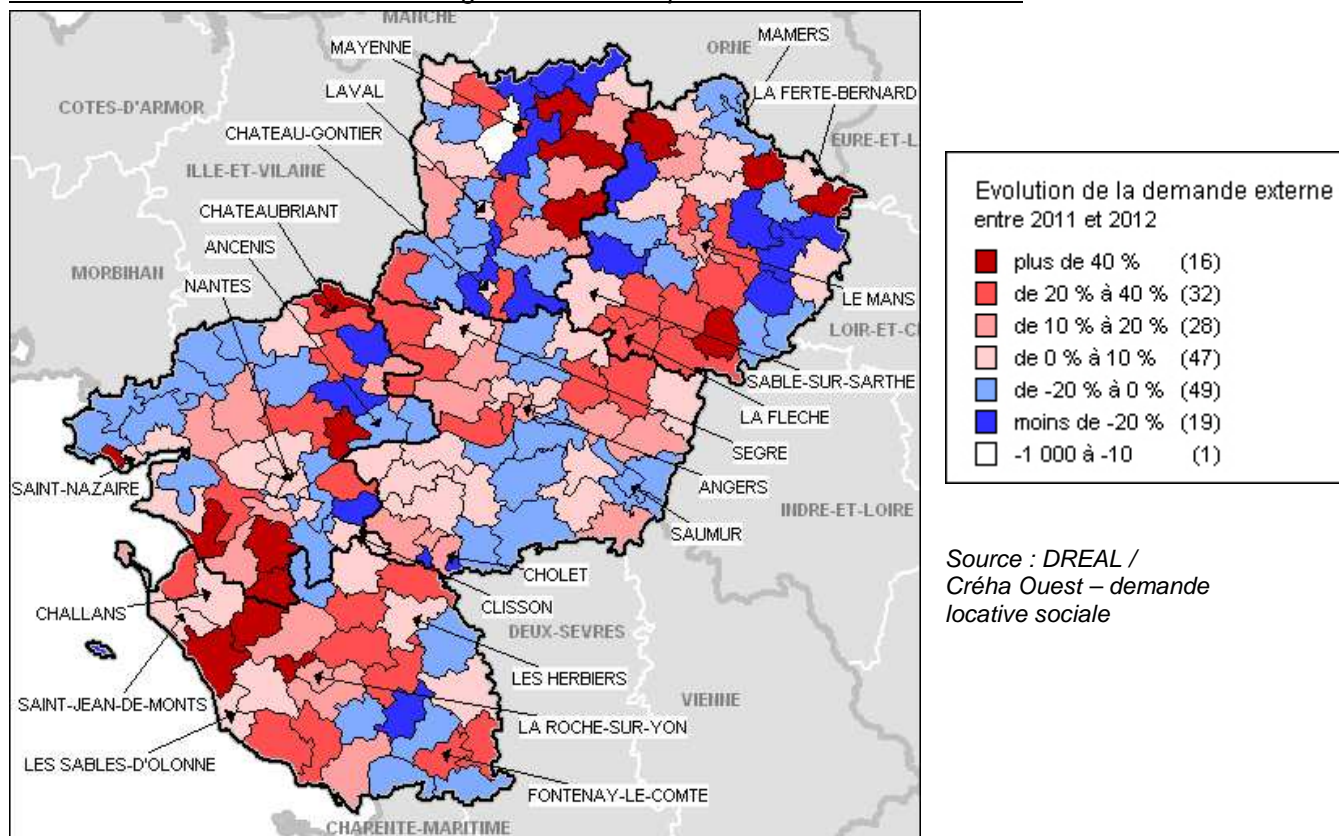 MANCHE
MAYENNE
ORNE
MAMERS
LAVAL
LA FERTE-BERNARD
COTES-D'ARMOR
CHATEAU-GONTIER
EURE-ET-L
ILLE-ET-VILAINE
CHATEAUBRIANT
ANCENIS
MORBIHAN
NANTES
LE MANS
LOIR-ET-C
SABLE-SUR-SARTHE
LA FLECHE
SEGRE
SAINT-NAZAIRE
ANGERS
INDRE-ET-LOIRE
SAUMUR
CHOLET
CHALLANS
CLISSON
DEUX-SEVRES
LES HERBIERS
VIENNE
SAINT-JEAN-DE-MONTS
LA ROCHE-SUR-YON
LES SABLES-D'OLONNE
FONTENAY-LE-COMTE
CHARENTE-MARITIME
Evolution de la demande externe
entre 2011 et 2012
plus de 40 % (16)
de 20 % à 40 % (32)
de 10 % à 20 % (28)
de 0 % à 10 % (47)
de -20 % à 0 % (49)
moins de -20 % (19)
-1 000 à -10 (1)
Source : DREAL /
Créha Ouest – demande
locative sociale